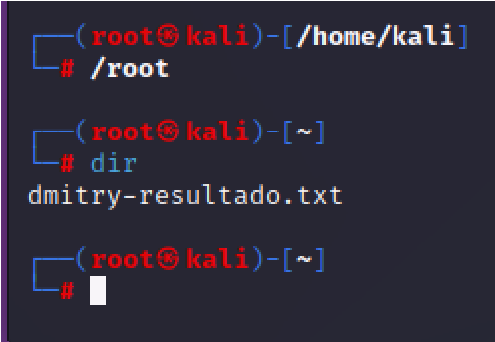 ┌──(root㉿kali)-[/home/kali]
└─# /root
┌──(root㉿kali)-[~]
└─# dir
dmitry-resultado.txt
┌──(root㉿kali)-[~]
└─#